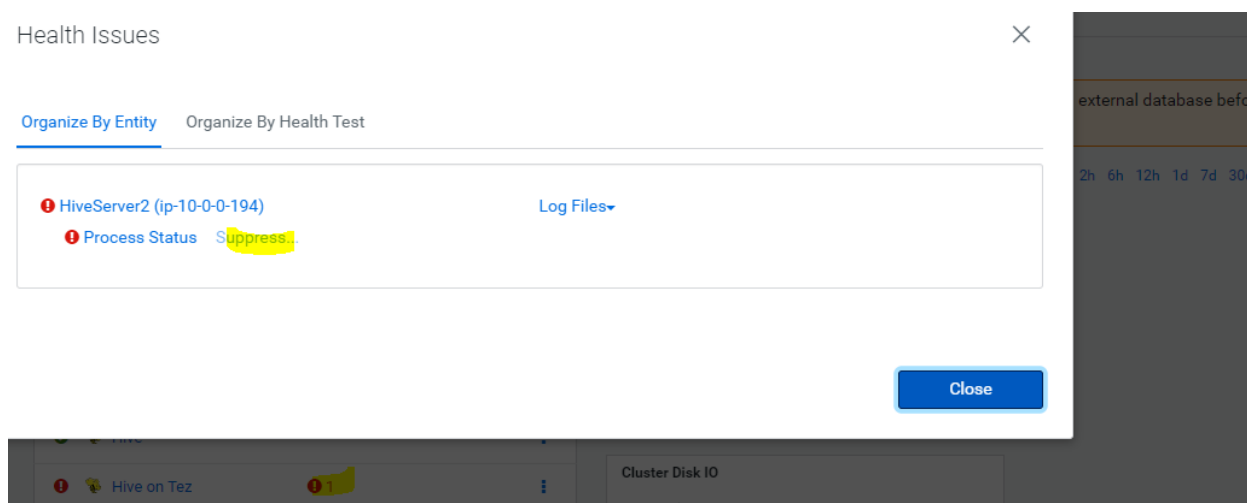 Health Issues
external database befo
Organize By Entity Organize By Health Test
2h 6h 12h 1d 7d 30d
HiveServer2 (ip-10-0-0-194) Log Files
Process Status Suppress...
Close
Hive
Hive on Tez 1
Cluster Disk IO